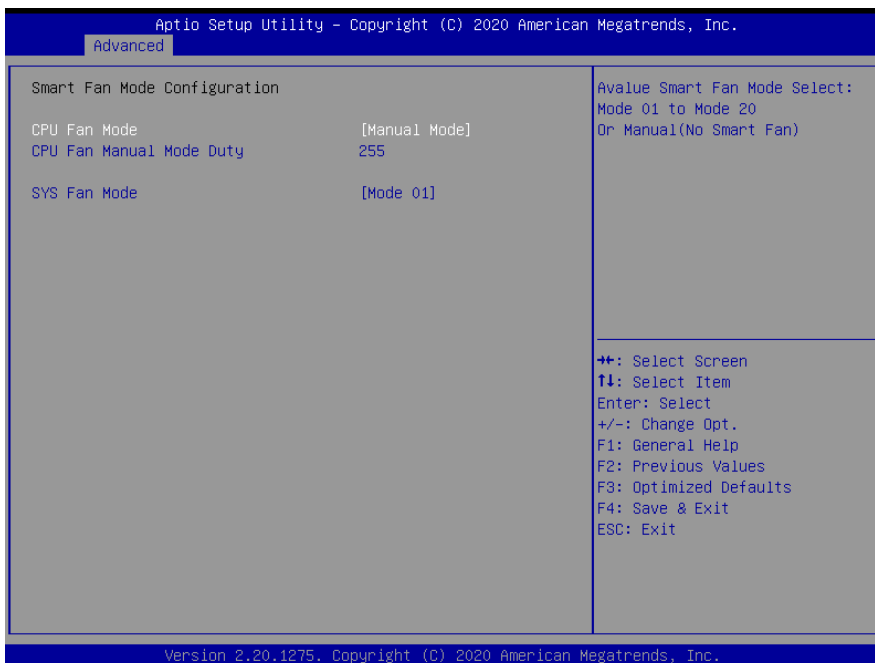 Aptio Setup Utility – Copyright (C) 2020 American Megatrends, Inc.
Advanced
Smart Fan Mode Configuration
CPU Fan Mode [Manual Mode]
CPU Fan Manual Mode Duty 255
SYS Fan Mode [Mode 01]
Avalue Smart Fan Mode Select:
Mode 01 to Mode 20
Or Manual(No Smart Fan)
→←: Select Screen
↑↓: Select Item
Enter: Select
+/-: Change Opt.
F1: General Help
F2: Previous Values
F3: Optimized Defaults
F4: Save & Exit
ESC: Exit
Version 2.20.1275. Copyright (C) 2020 American Megatrends, Inc.